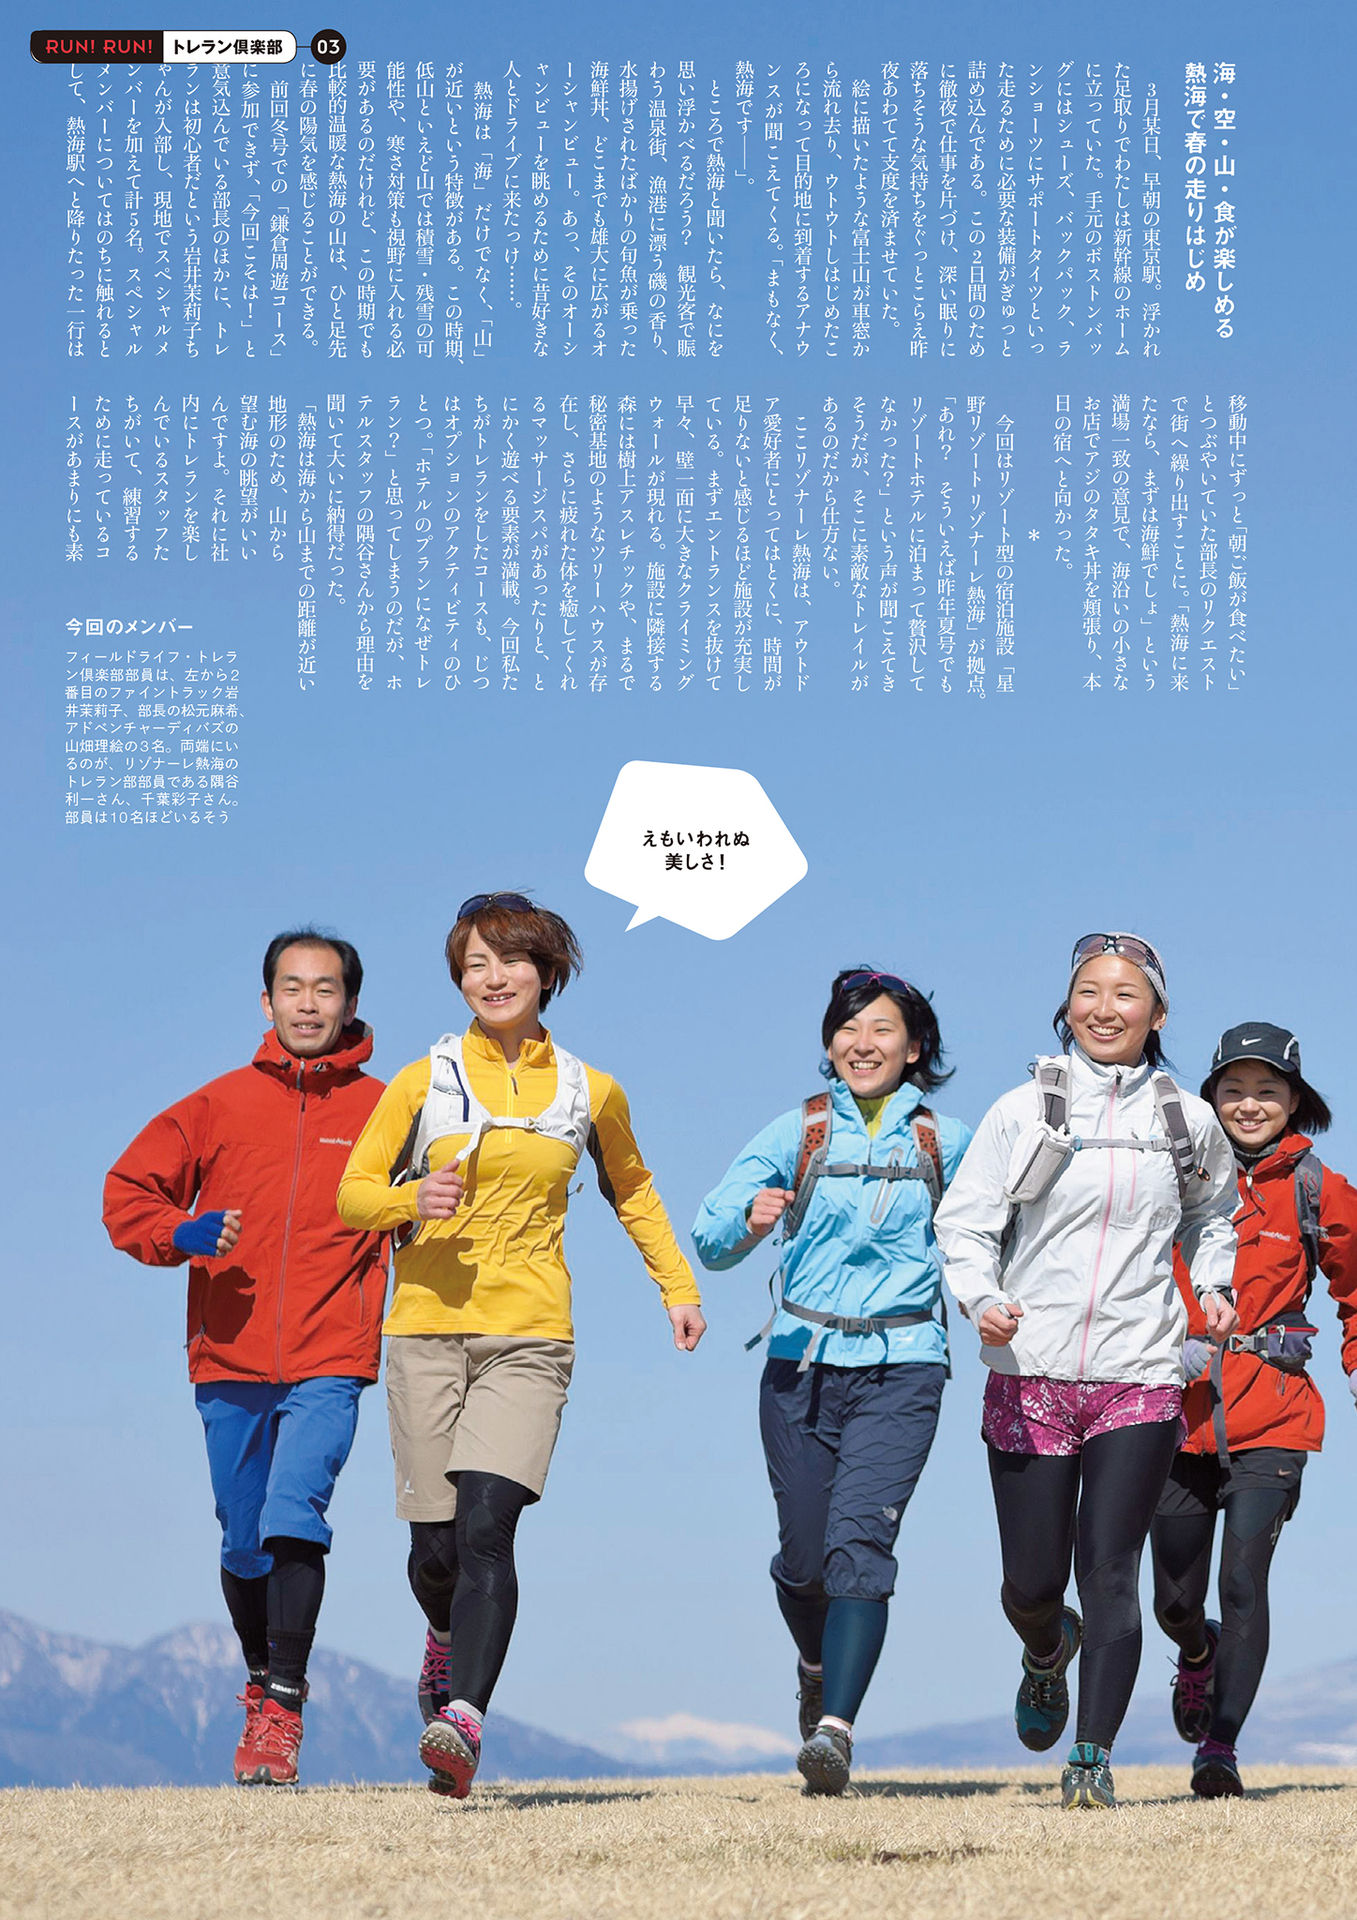 RUN! RUN! トレラン倶楽部 03
海・空・山・食が楽しめる
熱海で春の走りはじめ
3月某日、早朝の東京駅。浮かれ
た足取りでわたしは新幹線のホーム
に立っていた。手元のボストンバッ
グにはシューズ、バックパック、ラ
ンショーツにサポートタイツといっ
た走るために必要な装備がぎゅっと
詰め込んである。この2日間のため
に徹夜で仕事を片づけ、深い眠りに
落ちそうな気持ちをぐっとこらえ昨
夜あわてて支度を済ませていた。
絵に描いたような富士山が車窓か
ら流れ去り、ウトウトしはじめたこ
ろになって目的地に到着するアナウ
ンスが聞こえてくる。「まもなく、
熱海です――」。
ところで熱海と聞いたら、なにを
思い浮かべるだろう？　観光客で賑
わう温泉街、漁港に漂う磯の香り、
水揚げされたばかりの旬魚が乗った
海鮮丼、どこまでも雄大に広がるオ
ーシャンビュー。あっ、そのオーシ
ャンビューを眺めるために昔好きな
人とドライブに来たっけ……。
熱海は「海」だけでなく、「山」
が近いという特徴がある。この時期、
低山といえど山では積雪・残雪の可
能性や、寒さ対策も視野に入れる必
要があるのだけれど、この時期でも
比較的温暖な熱海の山は、ひと足先
に春の陽気を感じることができる。
前回冬号での「鎌倉周遊コース」
に参加できず、「今回こそは！」と
意気込んでいる部長のほかに、トレ
ランは初心者だという岩井茉莉子ち
ゃんが入部し、現地でスペシャルメ
ンバーを加えて計5名。スペシャル
メンバーについてはのちに触れると
して、熱海駅へと降りたった一行は
移動中にずっと「朝ご飯が食べたい」
とつぶやいていた部長のリクエスト
で街へ繰り出すことに。「熱海に来
たなら、まずは海鮮でしょ」という
満場一致の意見で、海沿いの小さな
お店でアジのタタキ丼を頬張り、本
日の宿へと向かった。
＊
今回はリゾート型の宿泊施設「星
野リゾートリゾナーレ熱海」が拠点。
「あれ？　そういえば昨年夏号でも
リゾートホテルに泊まって贅沢して
なかった？」という声が聞こえてき
そうだが、そこに素敵なトレイルが
あるのだから仕方ない。
ここリゾナーレ熱海は、アウトド
ア愛好者にとってはとくに、時間が
足りないと感じるほど施設が充実し
ている。まずエントランスを抜けて
早々、壁一面に大きなクライミング
ウォールが現れる。施設に隣接する
森には樹上アスレチックや、まるで
秘密基地のようなツリーハウスが存
在し、さらに疲れた体を癒してくれ
るマッサージスパがあったりと、と
にかく遊べる要素が満載。今回私た
ちがトレランをしたコースも、じつ
はオプションのアクティビティのひ
とつ。「ホテルのプランになぜトレ
ラン？」と思ってしまうのだが、ホ
テルスタッフの隅谷さんから理由を
聞いて大いに納得だった。
「熱海は海から山までの距離が近い
地形のため、山から
望む海の眺望がいい
んですよ。それに社
内にトレランを楽し
んでいるスタッフた
ちがいて、練習する
ために走っているコ
ースがあまりにも素
今回のメンバー
フィールドライフ・トレラ
ン倶楽部部員は、左から2
番目のファイントラック岩
井茉莉子、部長の松元麻希、
アドベンチャーディバズの
山畑理絵の3名。両端にい
るのが、リゾナーレ熱海の
トレラン部部員である隅谷
利一さん、千葉彩子さん。
部員は10名ほどいるそう
えもいわれぬ
美しさ！
mont-bell
mont-bell